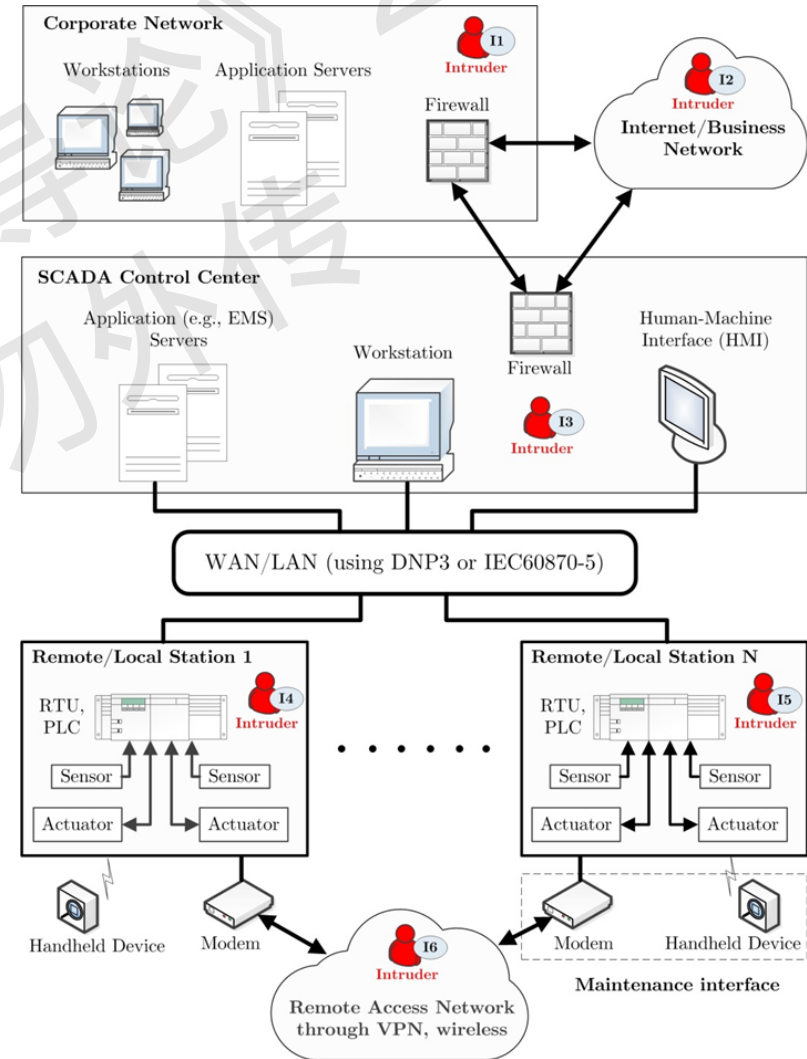 Corporate Network
Workstations
Application Servers
I1
Intruder
Firewall
I2
Intruder
Internet/Business
Network
SCADA Control Center
Application (e.g., EMS)
Servers
Workstation
Firewall
Human-Machine
Interface (HMI)
I3
Intruder
WAN/LAN (using DNP3 or IEC60870-5)
Remote/Local Station 1
RTU,
PLC
I4
Intruder
Sensor
Sensor
Actuator
Actuator
Remote/Local Station N
RTU,
PLC
I5
Intruder
Sensor
Sensor
Actuator
Actuator
Handheld Device
Modem
I6
Intruder
Remote Access Network
through VPN, wireless
Modem
Handheld Device
Maintenance interface
勿外传